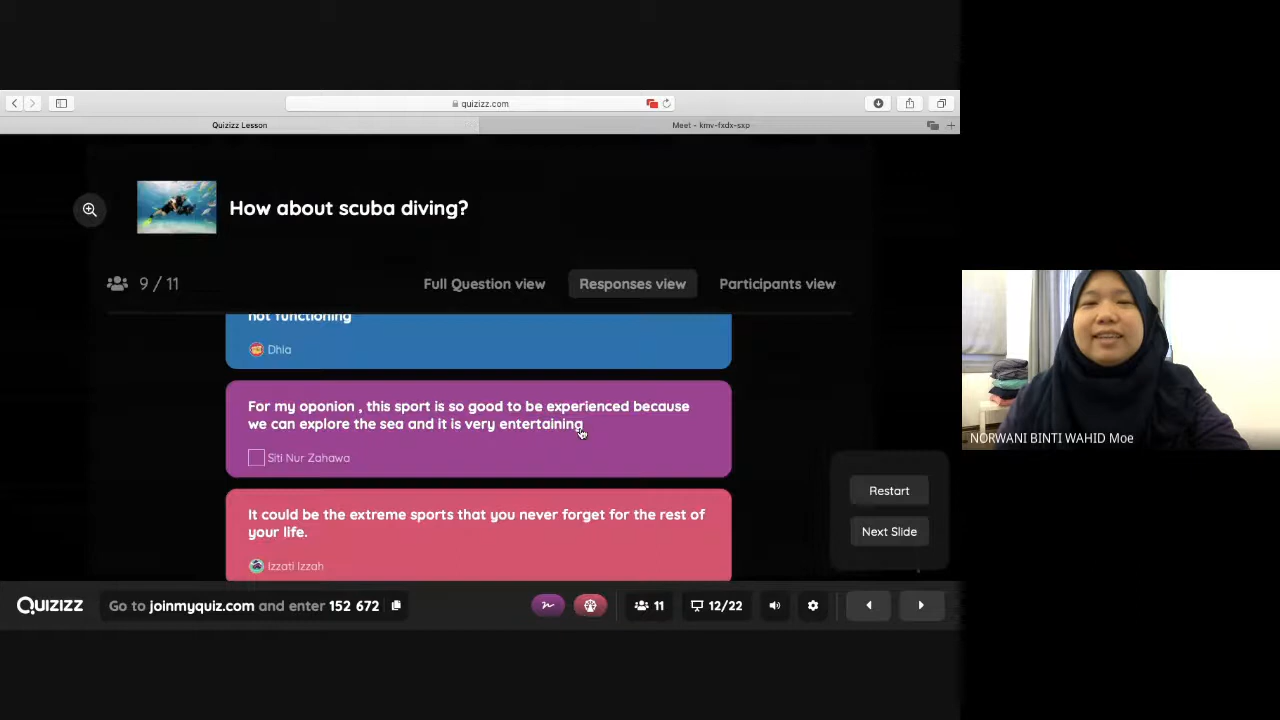 quizizz.com
Quizizz Lesson
Meet - kmv-fxdx-sxp
How about scuba diving?
9 / 11
Full Question view
Responses view
Participants view
not functioning
Dhia
For my oponion , this sport is so good to be experienced because
we can explore the sea and it is very entertaining
Siti Nur Zahawa
It could be the extreme sports that you never forget for the rest of
your life.
Izzati Izzah
Restart
Next Slide
NORWANI BINTI WAHID Moe
QUIZIZZ
Go to joinmyquiz.com and enter 152 672
11
12/22